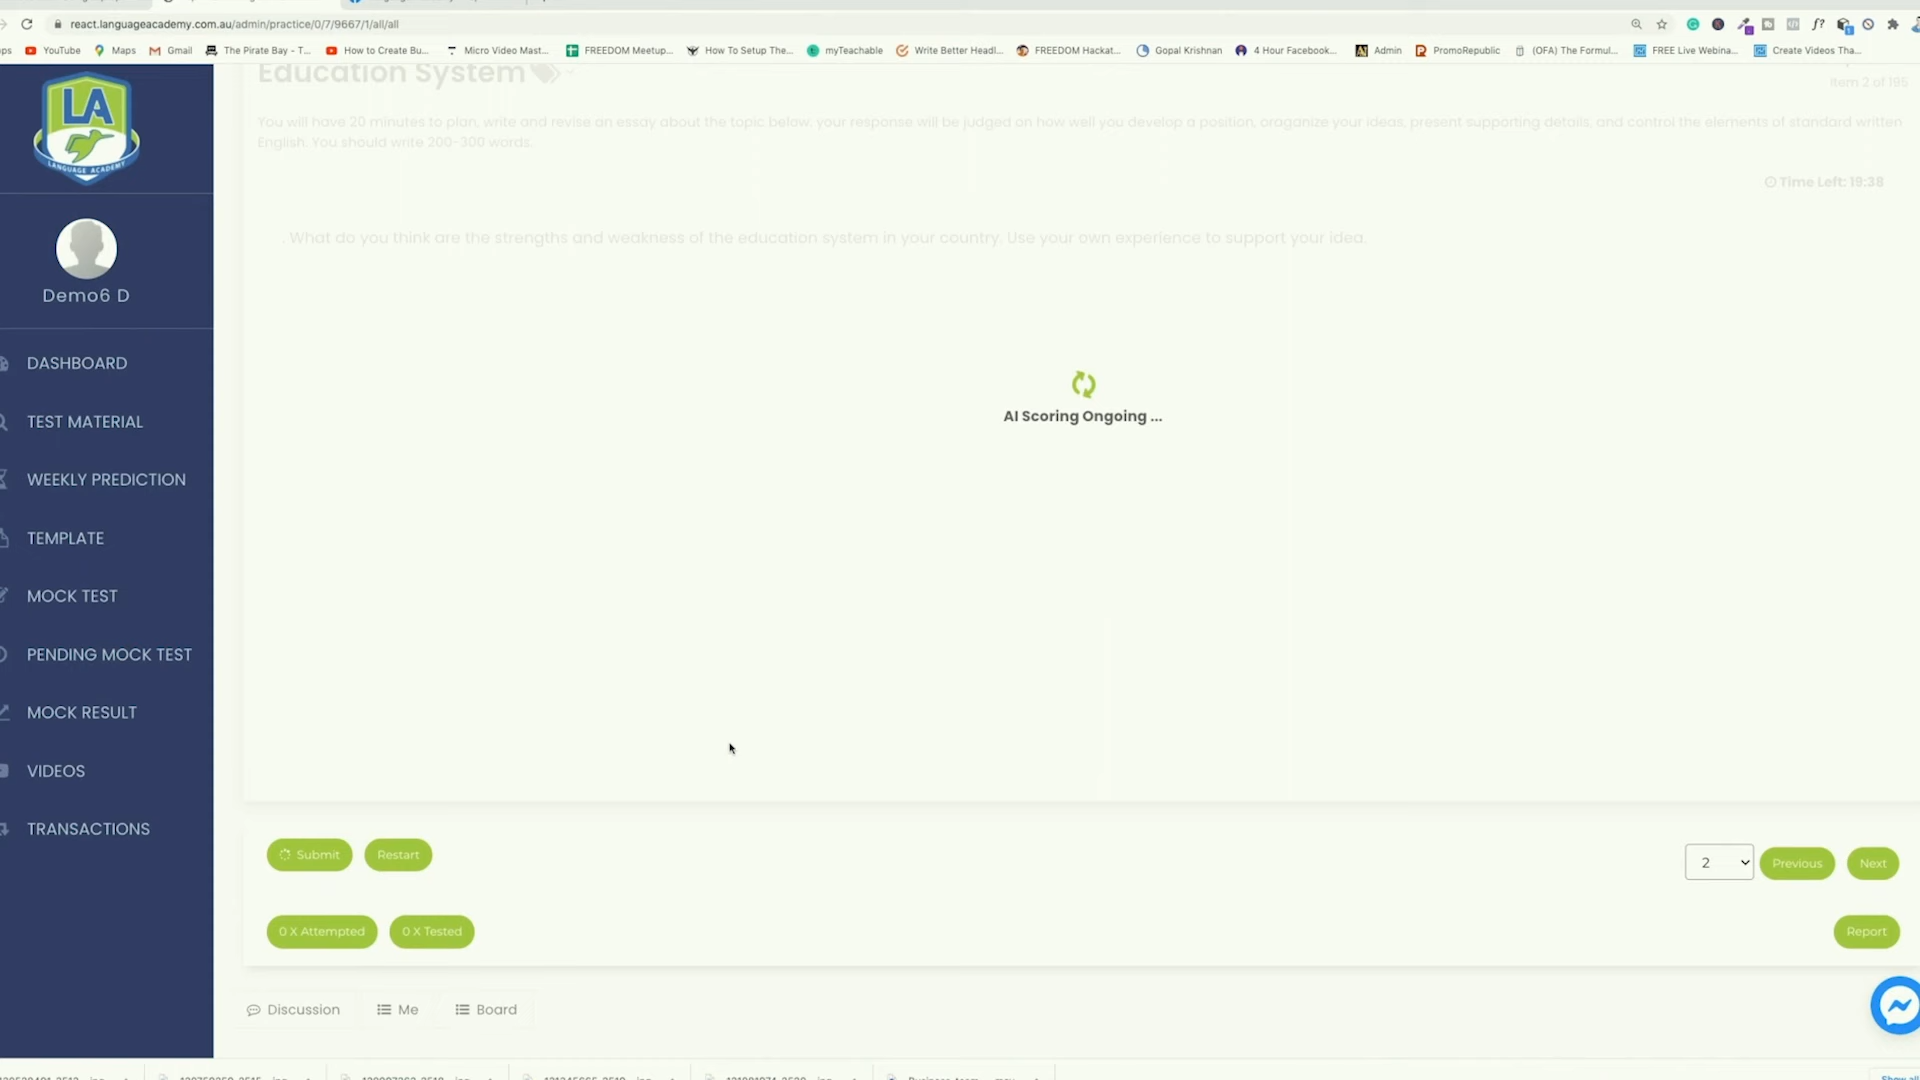 react.languageacademy.com.au/admin/practice/0/7/9667/1/all/all
ps YouTube Maps Gmail The Pirate Bay - T... How to Create Bu... Micro Video Mast... FREEDOM Meetup... How To Setup The... myTeachable Write Better Headl... FREEDOM Hackat... Gopal Krishnan 4 Hour Facebook... Admin PromoRepublic (OFA) The Formul... FREE Live Webina... Create Videos Tha...
LA
LANGUAGE ACADEMY
Demo6 D
DASHBOARD
TEST MATERIAL
WEEKLY PREDICTION
TEMPLATE
MOCK TEST
PENDING MOCK TEST
MOCK RESULT
VIDEOS
TRANSACTIONS
Education System
Item 2 of 195
You will have 20 minutes to plan, write and revise an essay about the topic below. your response will be judged on how well you develop a position, oraganize your ideas, present supporting details, and control the elements of standard written
English. You should write 200-300 words.
Time Left: 19:38
. What do you think are the strengths and weakness of the education system in your country. Use your own experience to support your idea.
AI Scoring Ongoing ...
Submit Restart
2 Previous Next
0 X Attempted 0 X Tested
Report
Discussion Me Board